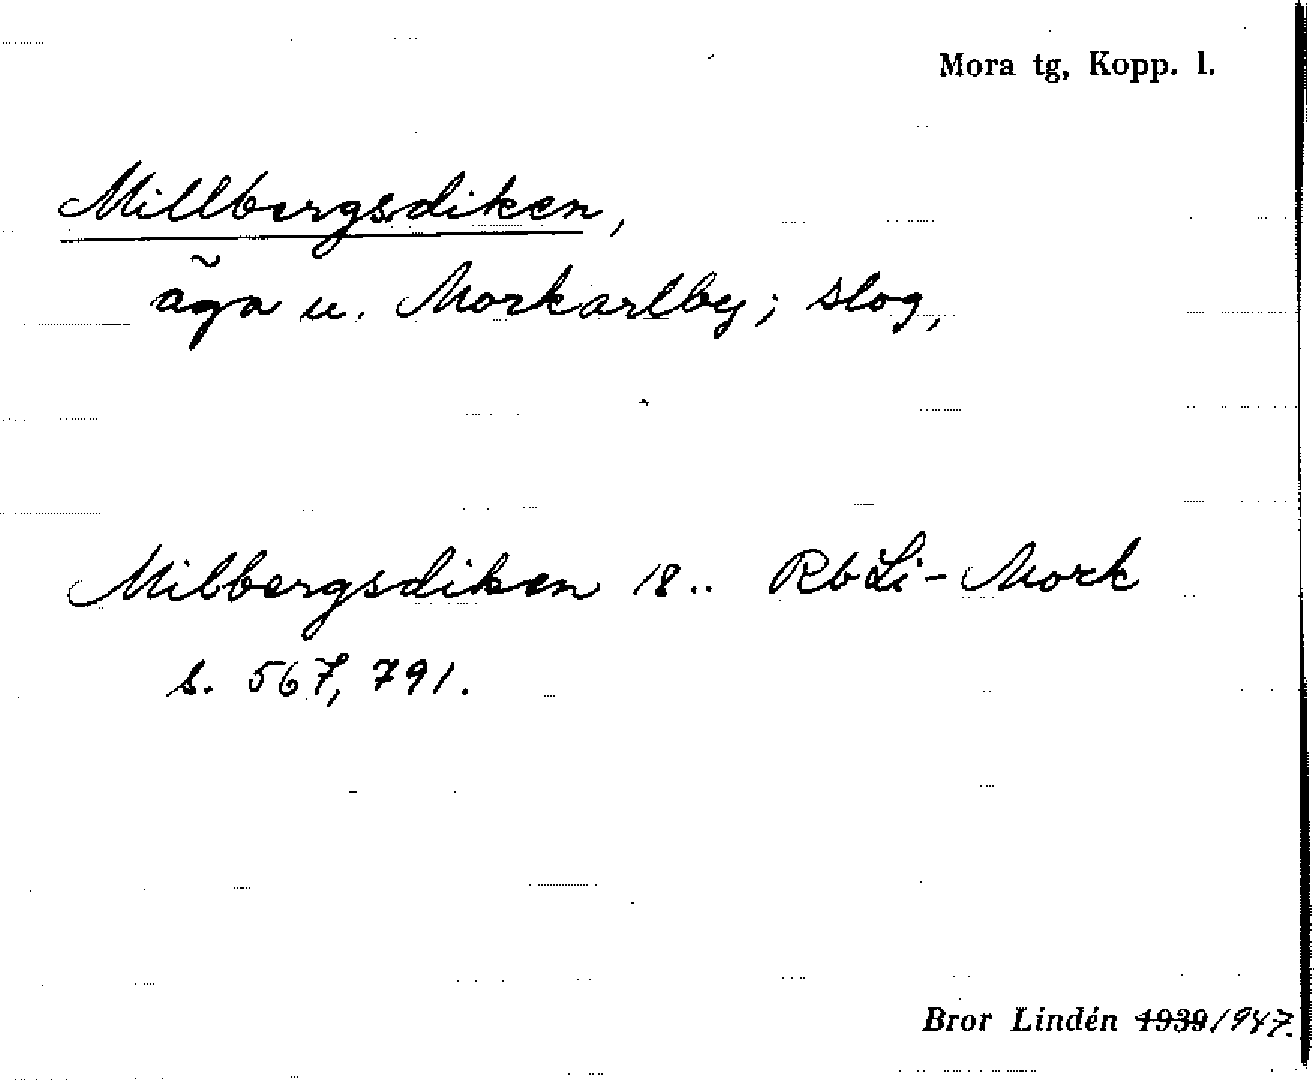 Mora tg, Kopp. l.
Millbergsdiken,
äga u. Morkarlby; slog,
Milbergsdiken 18.. RbLi-Mork
s. 567, 791.
Bror Lindén 1939 1947.